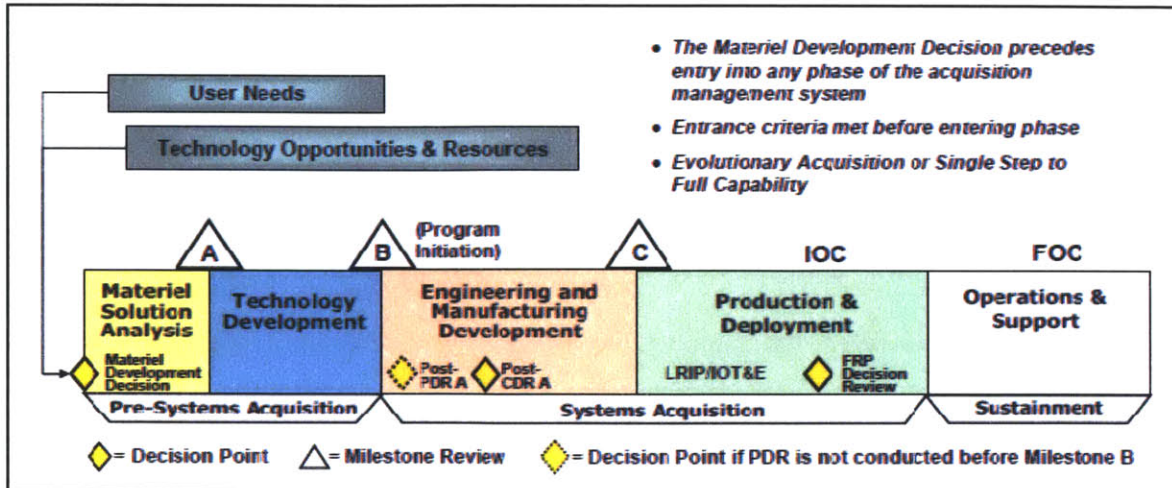 User Needs
Technology Opportunities & Resources
• The Materiel Development Decision precedes
entry into any phase of the acquisition
management system
• Entrance criteria met before entering phase
• Evolutionary Acquisition or Single Step to
Full Capability
A
B
(Program
Initiation)
C
IOC
FOC
Materiel
Solution
Analysis
Technology
Development
Engineering and
Manufacturing
Development
Production &
Deployment
Operations &
Support
Materiel
Development
Decision
Post-
PDR A
Post-
CDR A
LRIP/IOT&E
FRP
Decision
Review
Pre-Systems Acquisition
Systems Acquisition
Sustainment
= Decision Point
= Milestone Review
= Decision Point if PDR is not conducted before Milestone B